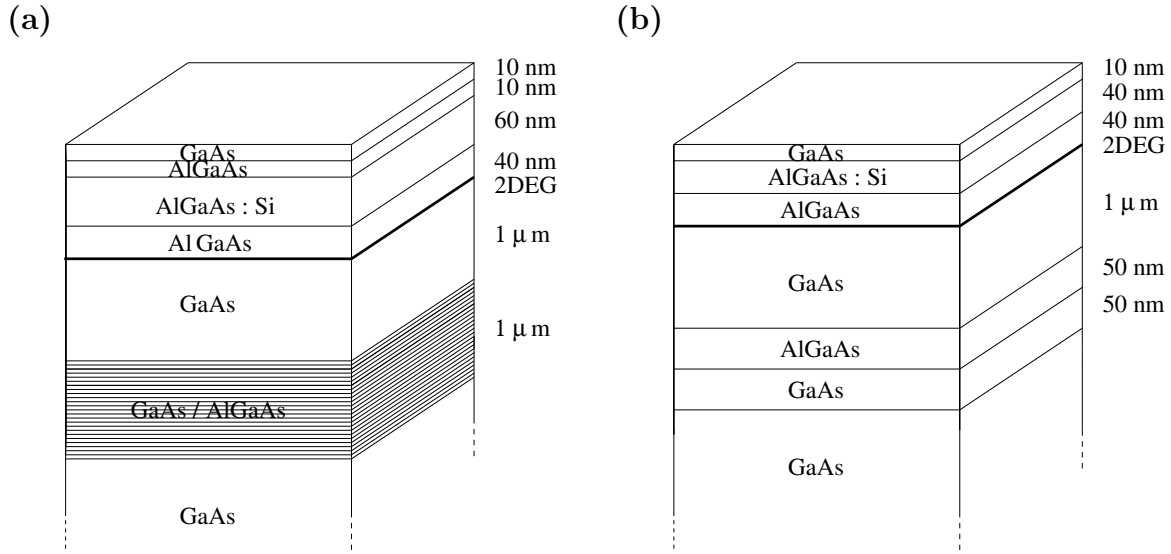 (a)
10 nm
10 nm
60 nm
40 nm
2DEG
1 μ m
1 μ m
GaAs
AlGaAs
AlGaAs : Si
Al GaAs
GaAs
GaAs / AlGaAs
GaAs
(b)
10 nm
40 nm
40 nm
2DEG
1 μ m
50 nm
50 nm
GaAs
AlGaAs : Si
AlGaAs
GaAs
AlGaAs
GaAs
GaAs